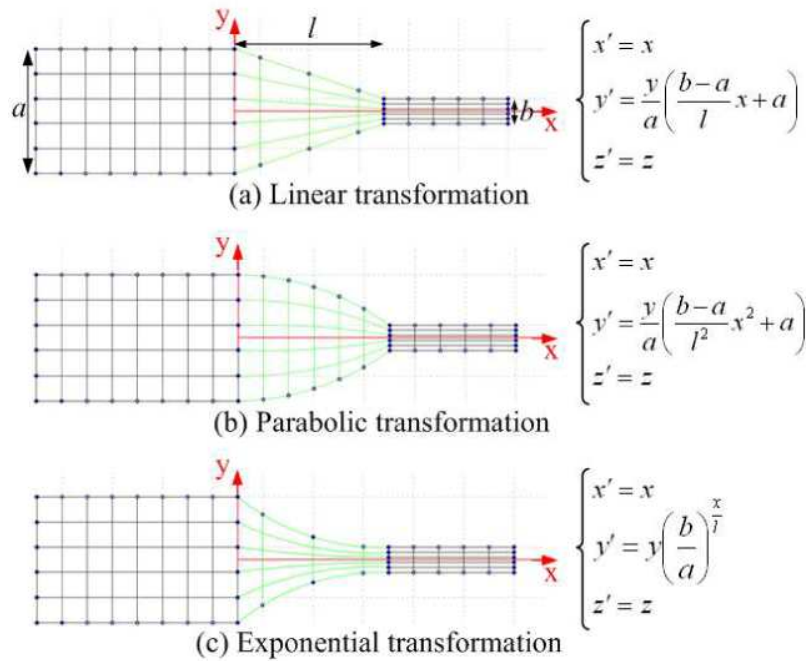 y
l
a
b
x
x' = x
y' = y/a ( (b−a)/l x + a )
z' = z
(a) Linear transformation
y
x
x' = x
y' = y/a ( (b−a)/l² x² + a )
z' = z
(b) Parabolic transformation
y
x
x' = x
y' = y (b/a)^(x/l)
z' = z
(c) Exponential transformation